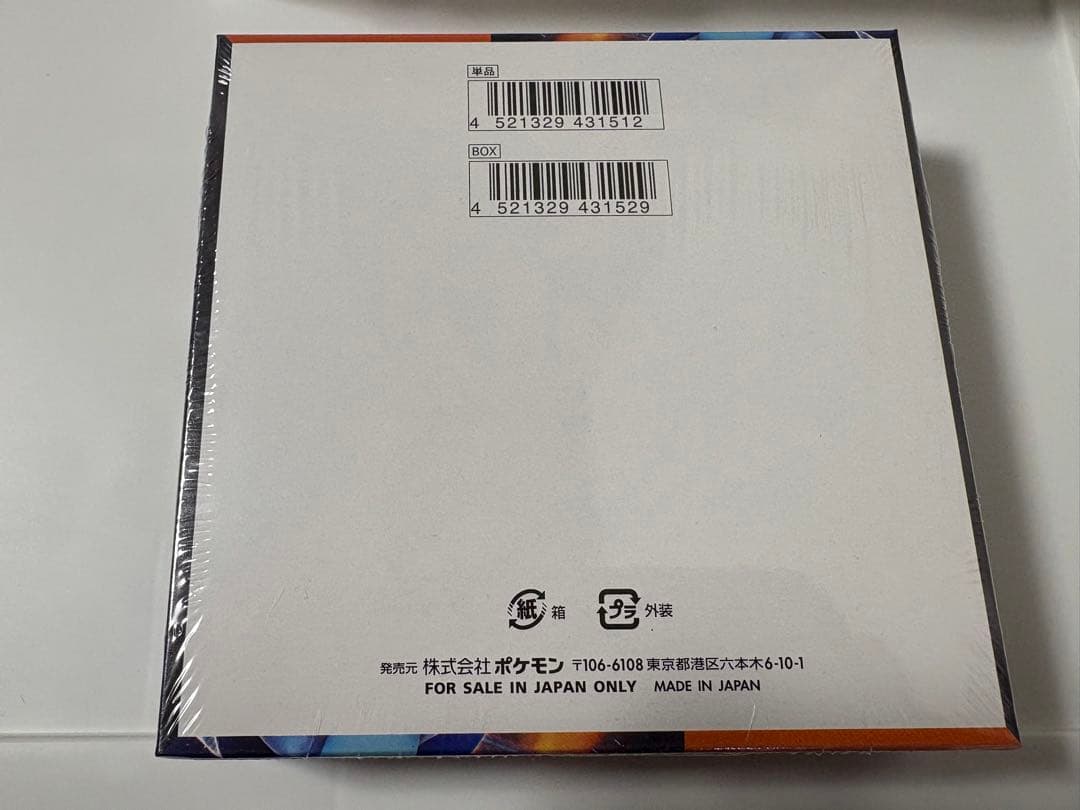 単品
4 521329 431512
BOX
4 521329 431529
紙 箱 プラ 外装
発売元 株式会社 ポケモン 〒106-6108 東京都港区六本木6-10-1
FOR SALE IN JAPAN ONLY MADE IN JAPAN